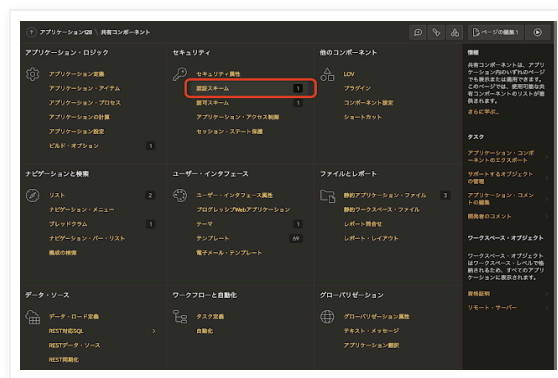 アプリケーション128 \ 共有コンポーネント
ページの編集1
アプリケーション・ロジック
アプリケーション定義
アプリケーション・アイテム
アプリケーション・プロセス
アプリケーションの計算
アプリケーション設定
ビルド・オプション 1
セキュリティ
セキュリティ属性
認証スキーム 1
認可スキーム 1
アプリケーション・アクセス制御
セッション・ステート保護
他のコンポーネント
LOV
プラグイン
コンポーネント設定
ショートカット
ナビゲーションと検索
リスト 2
ナビゲーション・メニュー
ブレッドクラム 1
ナビゲーション・バー・リスト
構成の検索
ユーザー・インタフェース
ユーザー・インタフェース属性
プログレッシブWebアプリケーション
テーマ 1
テンプレート 69
電子メール・テンプレート
ファイルとレポート
静的アプリケーション・ファイル 3
静的ワークスペース・ファイル
レポート問合せ
レポート・レイアウト
データ・ソース
データ・ロード定義
REST対応SQL
RESTデータ・ソース
REST同期化
ワークフローと自動化
タスク定義
自動化
グローバリゼーション
グローバリゼーション属性
テキスト・メッセージ
アプリケーション翻訳
情報
共有コンポーネントは、アプリ
ケーション内のいずれのページ
でも表示または適用できます。
このページでは、使用可能な共
有コンポーネントのリストが提
供されます。
さらに学ぶ...
タスク
アプリケーション・コンポ
ーネントのエクスポート
サポートするオブジェクト
の管理
アプリケーション・コメン
トの編集
開発者のコメント
ワークスペース・オブジェクト
ワークスペース・オブジェクト
はワークスペース・レベルで格
納されるため、すべてのアプリ
ケーションに表示されます。
資格証明
リモート・サーバー